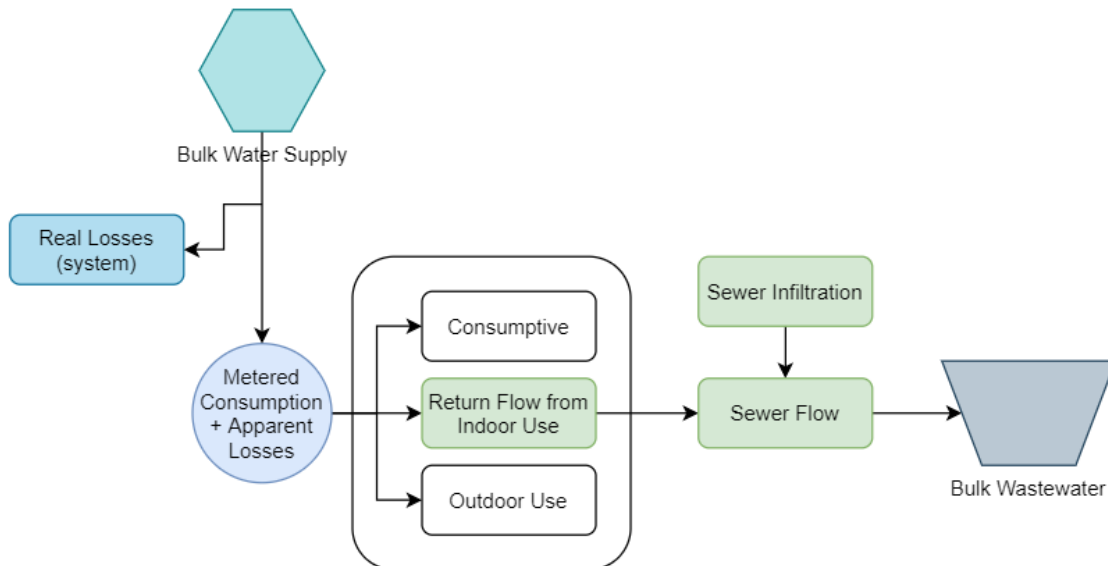 Bulk Water Supply
Real Losses
(system)
Metered
Consumption
+ Apparent
Losses
Consumptive
Return Flow from
Indoor Use
Outdoor Use
Sewer Infiltration
Sewer Flow
Bulk Wastewater